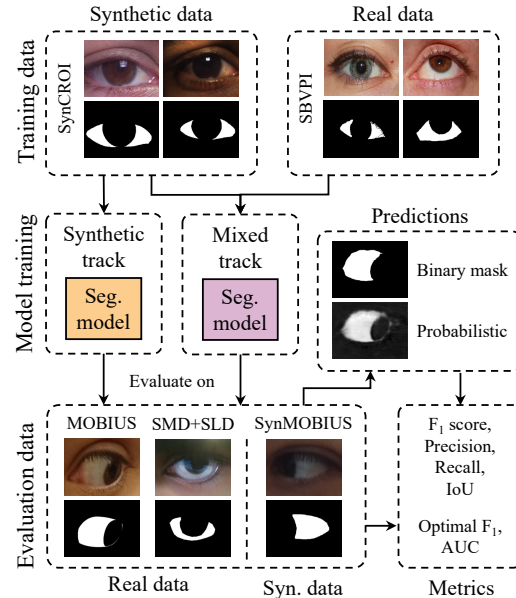 Synthetic data
Real data
Training data
SynCROI
SBVPI
Model training
Synthetic
track
Seg.
model
Mixed
track
Seg.
model
Predictions
Binary mask
Probabilistic
Evaluate on
Evaluation data
MOBIUS
SMD+SLD
SynMOBIUS
F₁ score,
Precision,
Recall,
IoU
Optimal F₁,
AUC
Real data
Syn. data
Metrics